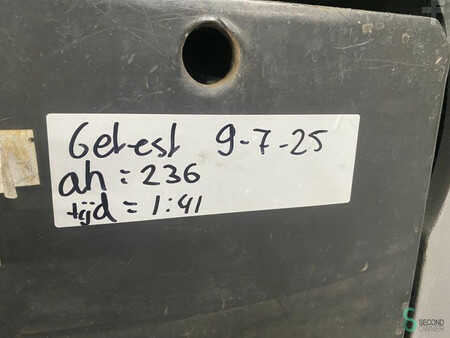 Getest 9-7-25
ah = 236
tijd = 1:41
SECOND